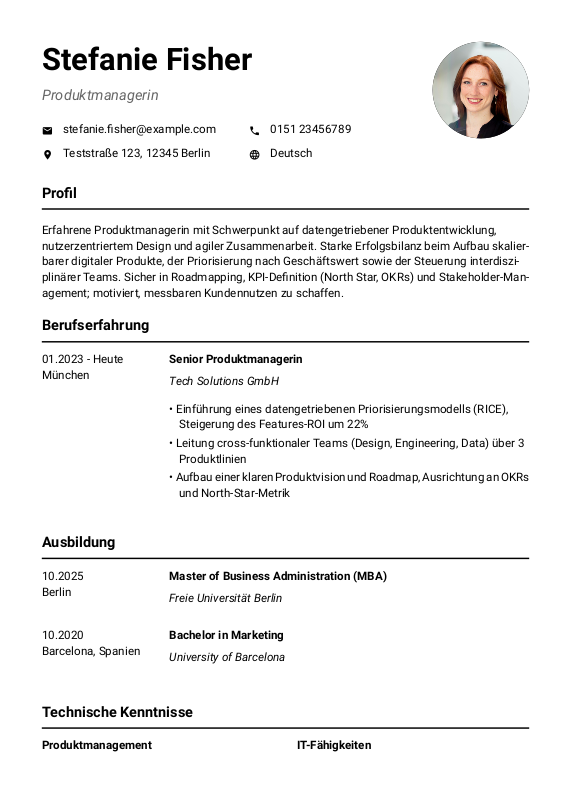 Stefanie Fisher
Produktmanagerin
stefanie.fisher@example.com
0151 23456789
Teststraße 123, 12345 Berlin
Deutsch
Profil
Erfahrene Produktmanagerin mit Schwerpunkt auf datengetriebener Produktentwicklung,
nutzerzentriertem Design und agiler Zusammenarbeit. Starke Erfolgsbilanz beim Aufbau skalier-
barer digitaler Produkte, der Priorisierung nach Geschäftswert sowie der Steuerung interdiszi-
plinärer Teams. Sicher in Roadmapping, KPI-Definition (North Star, OKRs) und Stakeholder-Man-
agement; motiviert, messbaren Kundennutzen zu schaffen.
Berufserfahrung
01.2023 - Heute
München
Senior Produktmanagerin
Tech Solutions GmbH
• Einführung eines datengetriebenen Priorisierungsmodells (RICE),
Steigerung des Features-ROI um 22%
• Leitung cross-funktionaler Teams (Design, Engineering, Data) über 3
Produktlinien
• Aufbau einer klaren Produktvision und Roadmap, Ausrichtung an OKRs
und North-Star-Metrik
Ausbildung
10.2025
Berlin
Master of Business Administration (MBA)
Freie Universität Berlin
10.2020
Barcelona, Spanien
Bachelor in Marketing
University of Barcelona
Technische Kenntnisse
Produktmanagement
IT-Fähigkeiten